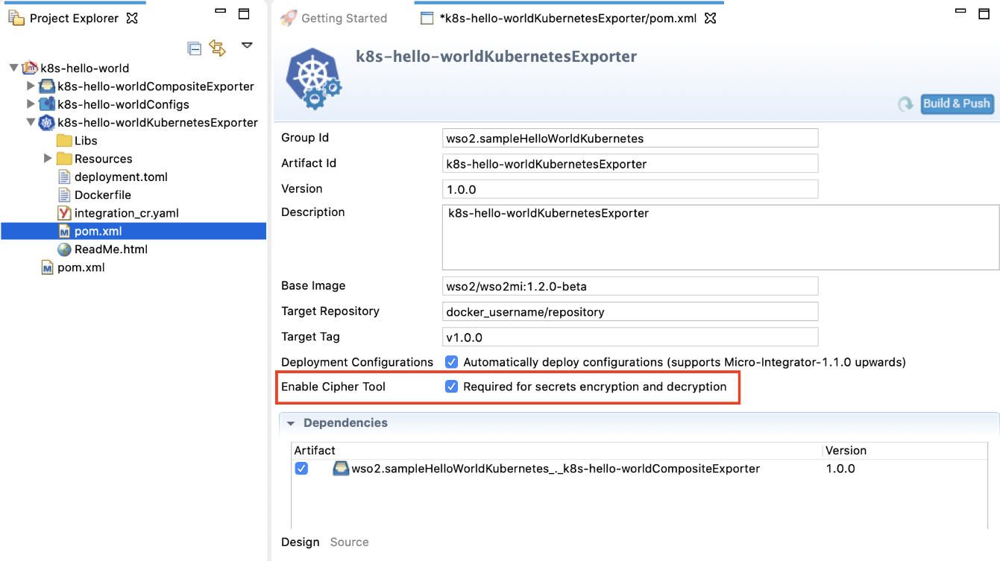 Project Explorer
k8s-hello-world
k8s-hello-worldCompositeExporter
k8s-hello-worldConfigs
k8s-hello-worldKubernetesExporter
Libs
Resources
deployment.toml
Dockerfile
integration_cr.yaml
pom.xml
ReadMe.html
pom.xml
Getting Started
*k8s-hello-worldKubernetesExporter/pom.xml
k8s-hello-worldKubernetesExporter
Build & Push
Group Id wso2.sampleHelloWorldKubernetes
Artifact Id k8s-hello-worldKubernetesExporter
Version 1.0.0
Description k8s-hello-worldKubernetesExporter
Base Image wso2/wso2mi:1.2.0-beta
Target Repository docker_username/repository
Target Tag v1.0.0
Deployment Configurations Automatically deploy configurations (supports Micro-Integrator-1.1.0 upwards)
Enable Cipher Tool Required for secrets encryption and decryption
Dependencies
Artifact Version
wso2.sampleHelloWorldKubernetes_._k8s-hello-worldCompositeExporter 1.0.0
Design Source